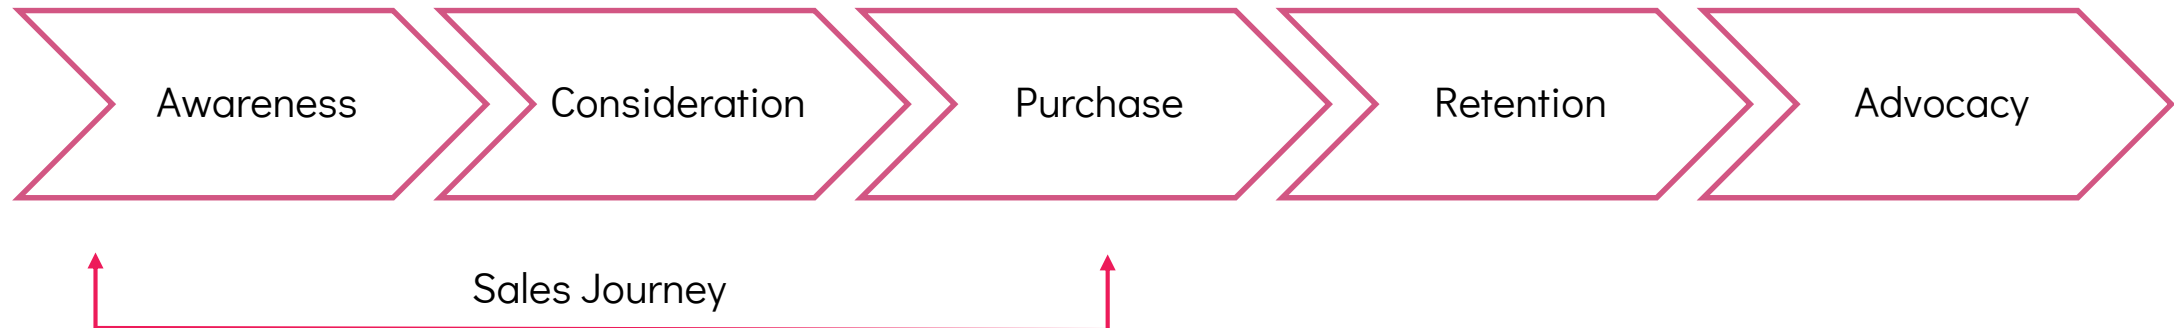 Awareness
Consideration
Purchase
Retention
Advocacy
Sales Journey